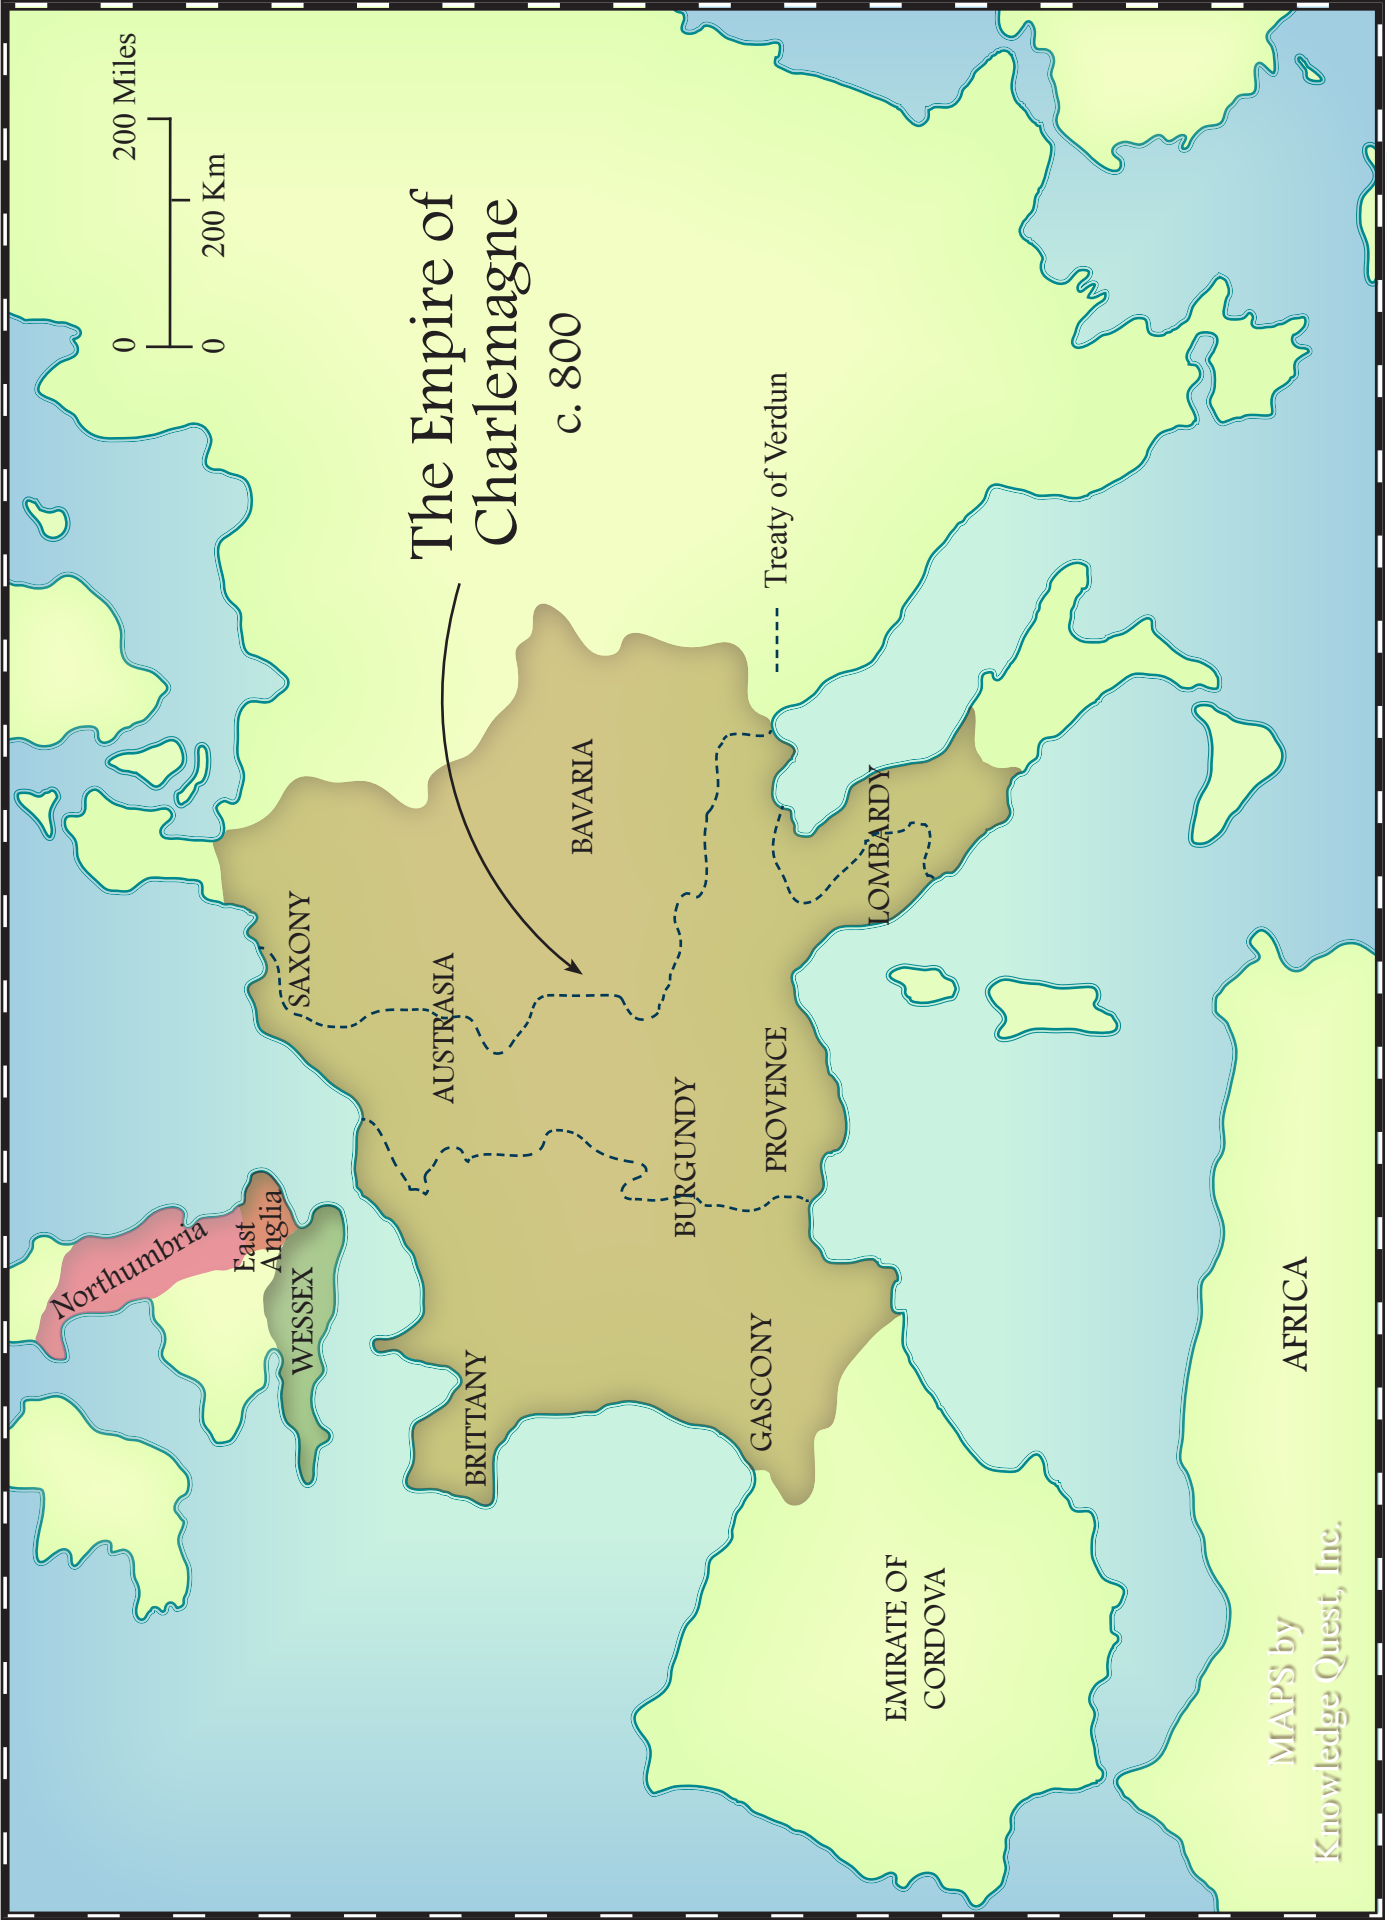 The Empire of
Charlemagne
c. 800
0
200 Miles
0
200 Km
Treaty of Verdun
Northumbria
East
Anglia
WESSEX
BRITTANY
SAXONY
AUSTRASIA
BAVARIA
BURGUNDY
PROVENCE
GASCONY
LOMBARDY
EMIRATE OF
CORDOVA
AFRICA
MAPS by
Knowledge Quest, Inc.